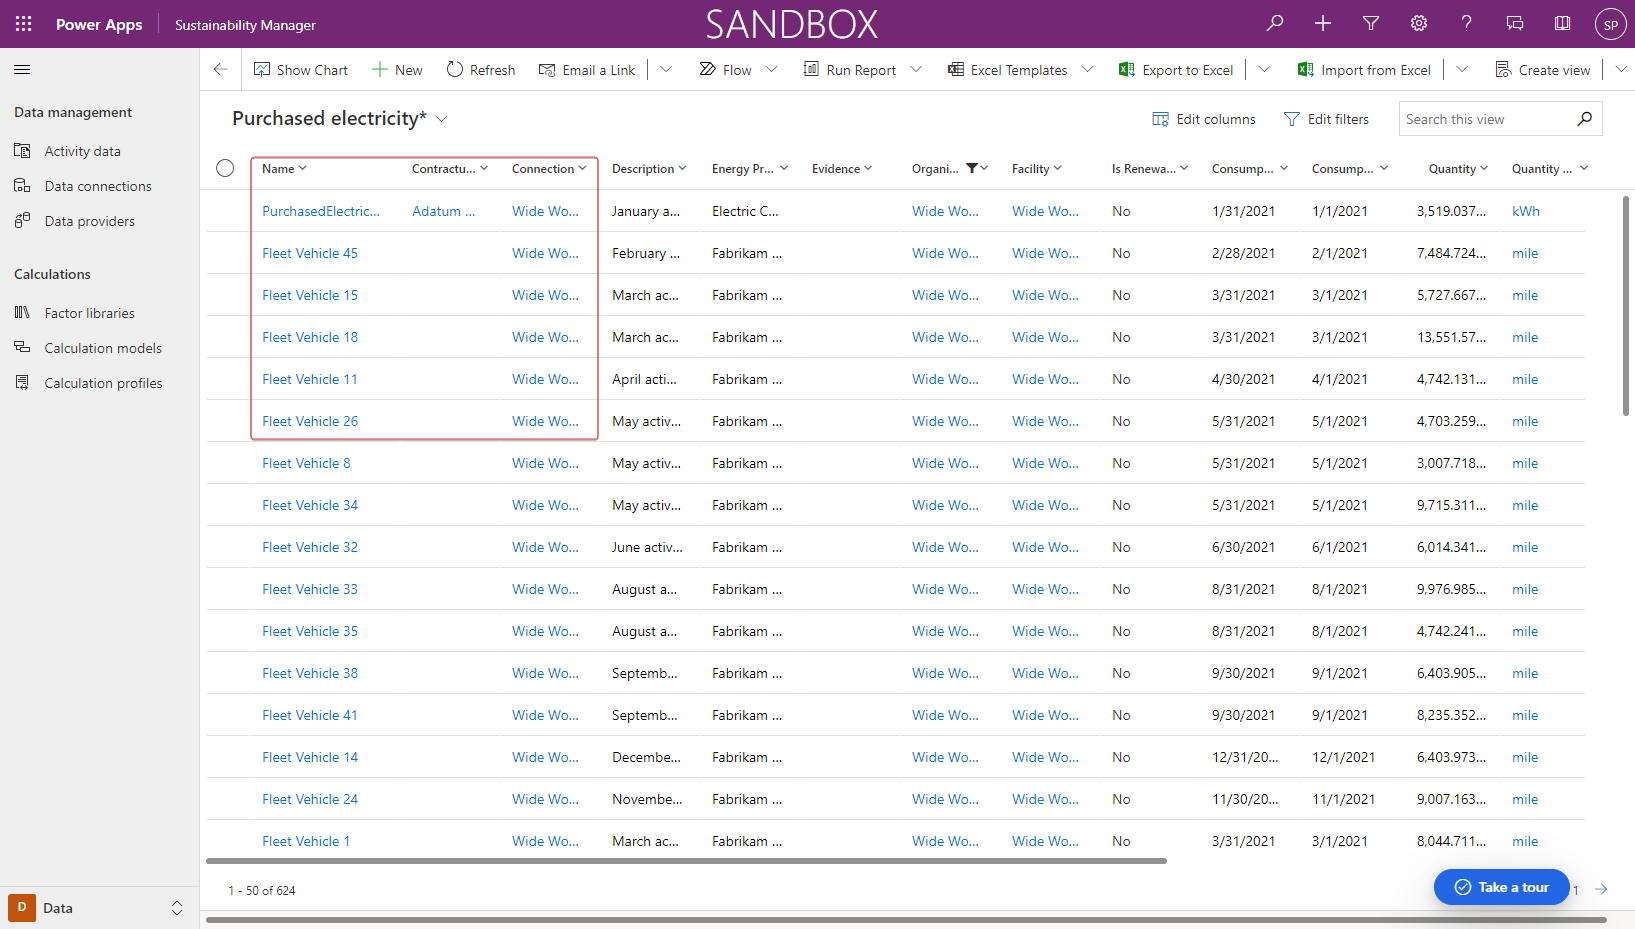 Power Apps Sustainability Manager SANDBOX SP
Show Chart New Refresh Email a Link Flow Run Report Excel Templates Export to Excel Import from Excel Create view
Data management
Activity data
Data connections
Data providers
Calculations
Factor libraries
Calculation models
Calculation profiles
Purchased electricity* Edit columns Edit filters Search this view
Name Contractu... Connection Description Energy Pr... Evidence Organi... Facility Is Renewa... Consump... Consump... Quantity Quantity ...
PurchasedElectric... Adatum ... Wide Wo... January a... Electric C... Wide Wo... Wide Wo... No 1/31/2021 1/1/2021 3,519.037... kWh
Fleet Vehicle 45 Wide Wo... February ... Fabrikam ... Wide Wo... Wide Wo... No 2/28/2021 2/1/2021 7,484.724... mile
Fleet Vehicle 15 Wide Wo... March ac... Fabrikam ... Wide Wo... Wide Wo... No 3/31/2021 3/1/2021 5,727.667... mile
Fleet Vehicle 18 Wide Wo... March ac... Fabrikam ... Wide Wo... Wide Wo... No 3/31/2021 3/1/2021 13,551.57... mile
Fleet Vehicle 11 Wide Wo... April acti... Fabrikam ... Wide Wo... Wide Wo... No 4/30/2021 4/1/2021 4,742.131... mile
Fleet Vehicle 26 Wide Wo... May activ... Fabrikam ... Wide Wo... Wide Wo... No 5/31/2021 5/1/2021 4,703.259... mile
Fleet Vehicle 8 Wide Wo... May activ... Fabrikam ... Wide Wo... Wide Wo... No 5/31/2021 5/1/2021 3,007.718... mile
Fleet Vehicle 34 Wide Wo... May activ... Fabrikam ... Wide Wo... Wide Wo... No 5/31/2021 5/1/2021 9,715.311... mile
Fleet Vehicle 32 Wide Wo... June activ... Fabrikam ... Wide Wo... Wide Wo... No 6/30/2021 6/1/2021 6,014.341... mile
Fleet Vehicle 33 Wide Wo... August a... Fabrikam ... Wide Wo... Wide Wo... No 8/31/2021 8/1/2021 9,976.985... mile
Fleet Vehicle 35 Wide Wo... August a... Fabrikam ... Wide Wo... Wide Wo... No 8/31/2021 8/1/2021 4,742.241... mile
Fleet Vehicle 38 Wide Wo... Septemb... Fabrikam ... Wide Wo... Wide Wo... No 9/30/2021 9/1/2021 6,403.905... mile
Fleet Vehicle 41 Wide Wo... Septemb... Fabrikam ... Wide Wo... Wide Wo... No 9/30/2021 9/1/2021 8,235.352... mile
Fleet Vehicle 14 Wide Wo... Decembe... Fabrikam ... Wide Wo... Wide Wo... No 12/31/20... 12/1/2021 6,403.973... mile
Fleet Vehicle 24 Wide Wo... Novembe... Fabrikam ... Wide Wo... Wide Wo... No 11/30/20... 11/1/2021 9,007.163... mile
Fleet Vehicle 1 Wide Wo... March ac... Fabrikam ... Wide Wo... Wide Wo... No 3/31/2021 3/1/2021 8,044.711... mile
1 - 50 of 624 Take a tour 1
D Data